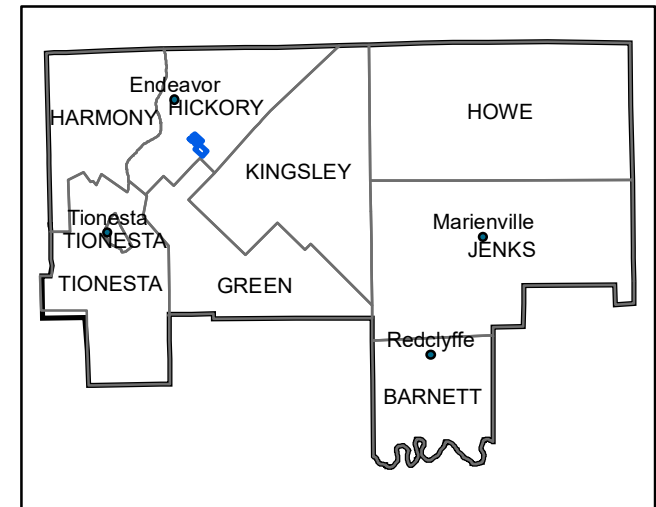 Endeavor
HICKORY
HARMONY
HOWE
KINGSLEY
Tionesta
TIONESTA
Marienville
JENKS
TIONESTA
GREEN
Redclyffe
BARNETT